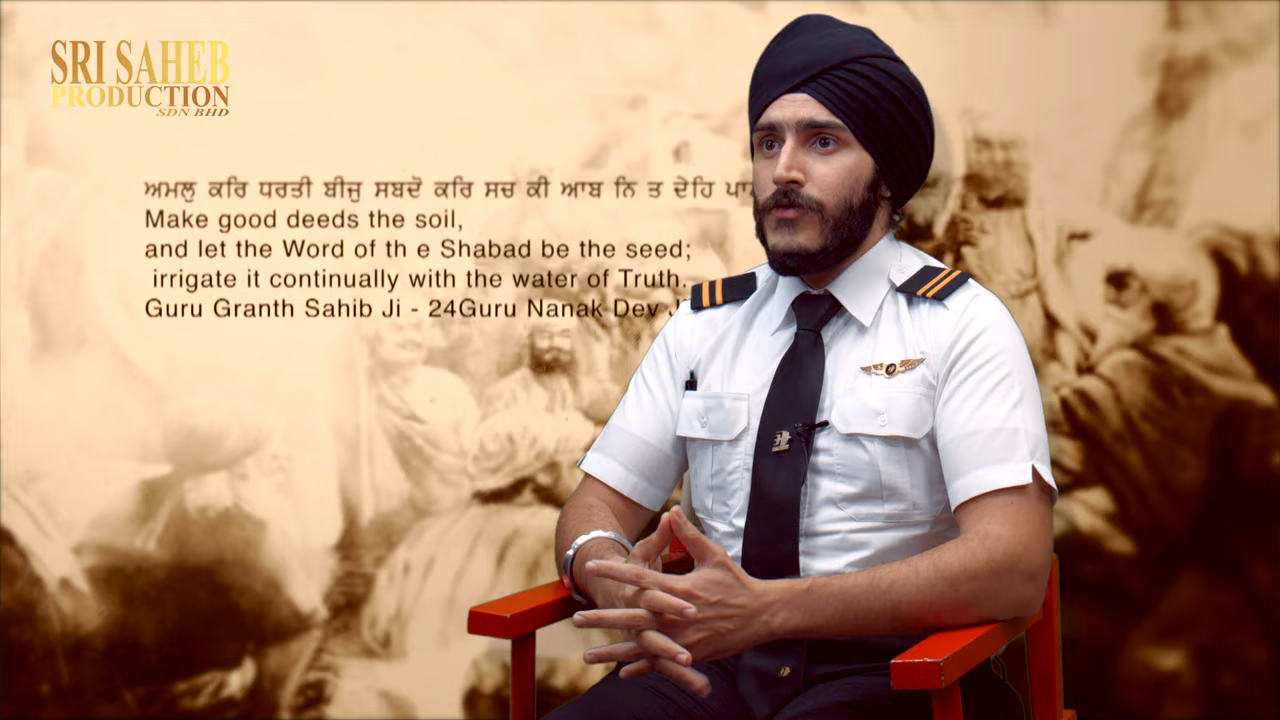 SRI SAHEB
PRODUCTION
SDN BHD
ਅਮਲੁ ਕਰਿ ਧਰਤੀ ਬੀਜੁ ਸਬਦੋ ਕਰਿ ਸਚ ਕੀ ਆਬ ਨਿ ਤ ਦੇਹਿ
Make good deeds the soil,
and let the Word of th e Shabad be the seed;
irrigate it continually with the water of Truth.
Guru Granth Sahib Ji - 24Guru Nanak Dev